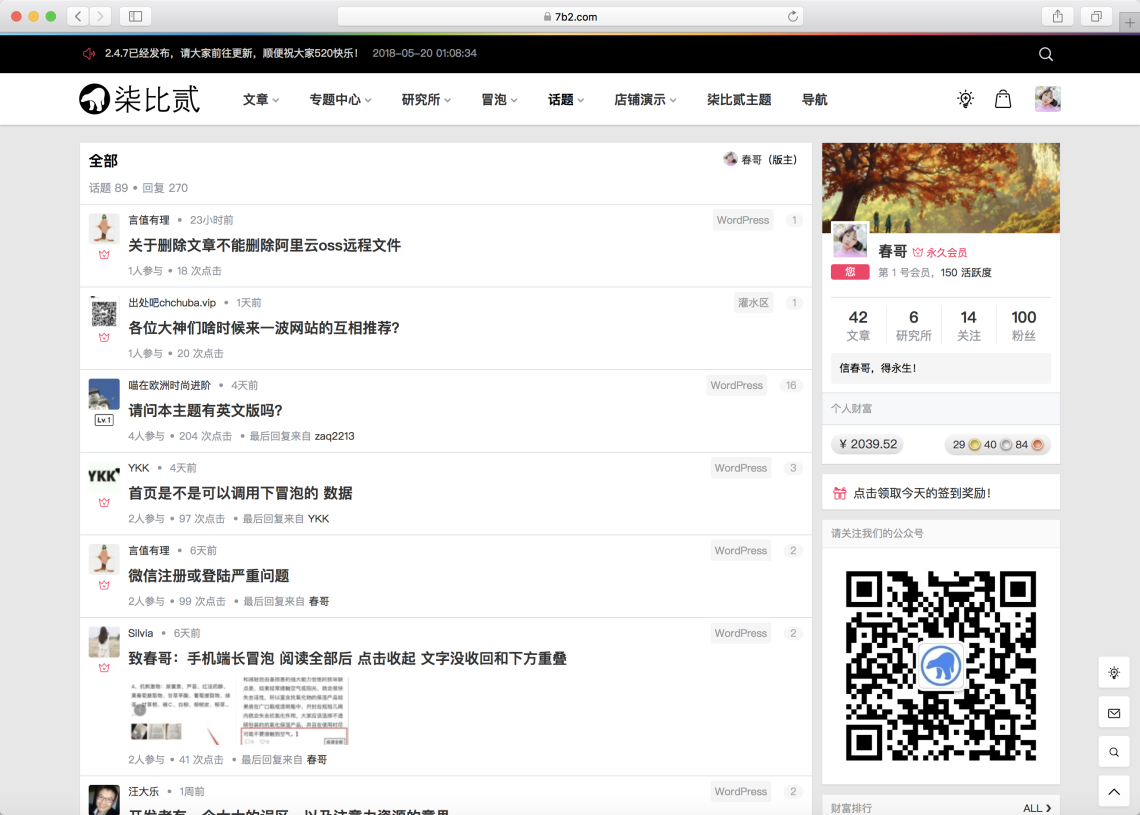 7b2.com
2.4.7已经发布，请大家前往更新，顺便祝大家520快乐！ 2018-05-20 01:08:34
柒比贰 文章 专题中心 研究所 冒泡 话题 店铺演示 柒比贰主题 导航
全部
春哥（版主）
话题 89 • 回复 270
言值有理 • 23小时前 WordPress 1
关于删除文章不能删除阿里云oss远程文件
1人参与 • 18 次点击
出处吧chchuba.vip • 1天前 灌水区 1
各位大神们啥时候来一波网站的互相推荐?
1人参与 • 20 次点击
喵在欧洲时尚进阶 • 4天前 WordPress 16
Lv.1
请问本主题有英文版吗?
4人参与 • 204 次点击 • 最后回复来自 zaq2213
YKK
YKK • 4天前 WordPress 3
首页是不是可以调用下冒泡的 数据
2人参与 • 97 次点击 • 最后回复来自 YKK
言值有理 • 6天前 WordPress 2
微信注册或登陆严重问题
2人参与 • 99 次点击 • 最后回复来自 春哥
Silvia • 6天前 WordPress 2
致春哥：手机端长冒泡 阅读全部后 点击收起 文字没收回和下方重叠
2人参与 • 41 次点击 • 最后回复来自 春哥
汪大乐 • 1周前 WordPress 2
春哥 永久会员
您 第 1 号会员，150 活跃度
42 6 14 100
文章 研究所 关注 粉丝
信春哥，得永生！
个人财富
¥ 2039.52 29 40 84
点击领取今天的签到奖励！
请关注我们的公众号
财富排行 ALL ❯